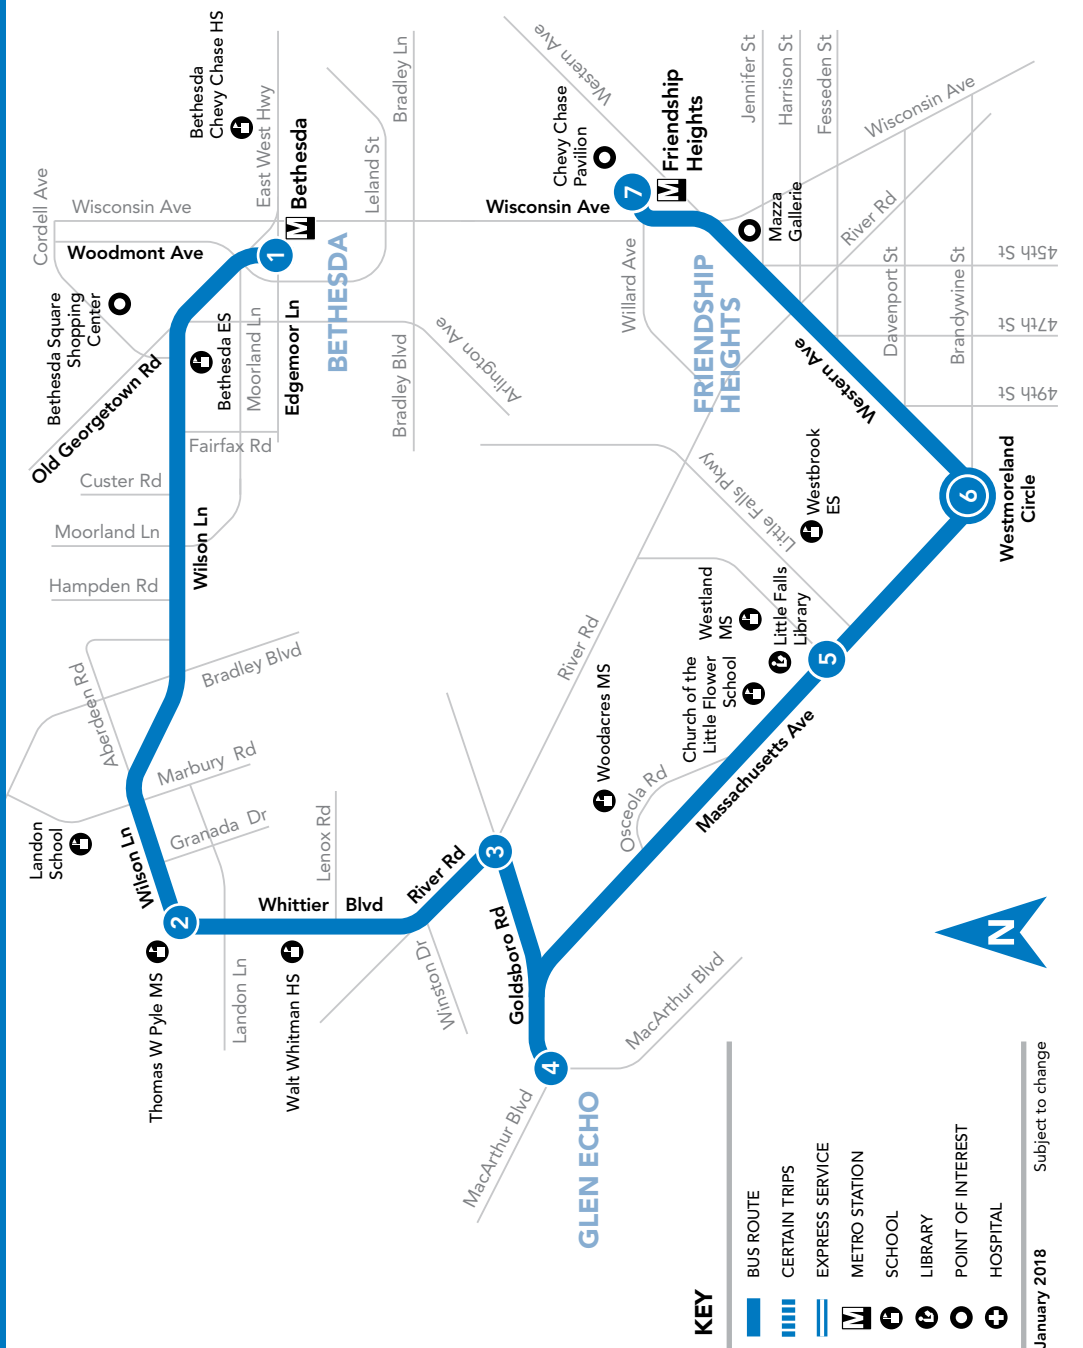 Bethesda
Chevy Chase HS
Cordell Ave
Wisconsin Ave
Woodmont Ave
East West Hwy
Bethesda
Leland St
Bradley Ln
BETHESDA
1
Bethesda Square
Shopping
Center
Old Georgetown Rd
Bethesda ES
Moorland Ln
Edgemoor Ln
Bradley Blvd
Arlington Ave
Fairfax Rd
Custer Rd
Moorland Ln
Hampden Rd
Wilson Ln
Aberdeen Rd
Bradley Blvd
Marbury Rd
Granada Dr
Landon
School
Wilson Ln
2
Thomas W Pyle MS
Walt Whitman HS
Landon Ln
Lenox Rd
Whittier Blvd
River Rd
Winston Dr
3
Goldsboro Rd
4
MacArthur Blvd
MacArthur Blvd
GLEN ECHO
River Rd
Woodacres MS
Osceola Rd
Church of the
Little Flower
School
Westland
MS
Little Falls
Library
5
Massachusetts Ave
Little Falls Pkwy
Westbrook
ES
6
Westmoreland
Circle
Western Ave
FRIENDSHIP
HEIGHTS
Willard Ave
Wisconsin Ave
7
Chevy Chase
Pavilion
Western Ave
Friendship
Heights
Mazza
Gallerie
Jennifer St
Harrison St
Fesseden St
Wisconsin Ave
River Rd
Davenport St
Brandywine St
45th St
47th St
49th St
N
KEY
BUS ROUTE
CERTAIN TRIPS
EXPRESS SERVICE
M METRO STATION
SCHOOL
LIBRARY
POINT OF INTEREST
HOSPITAL
January 2018 Subject to change